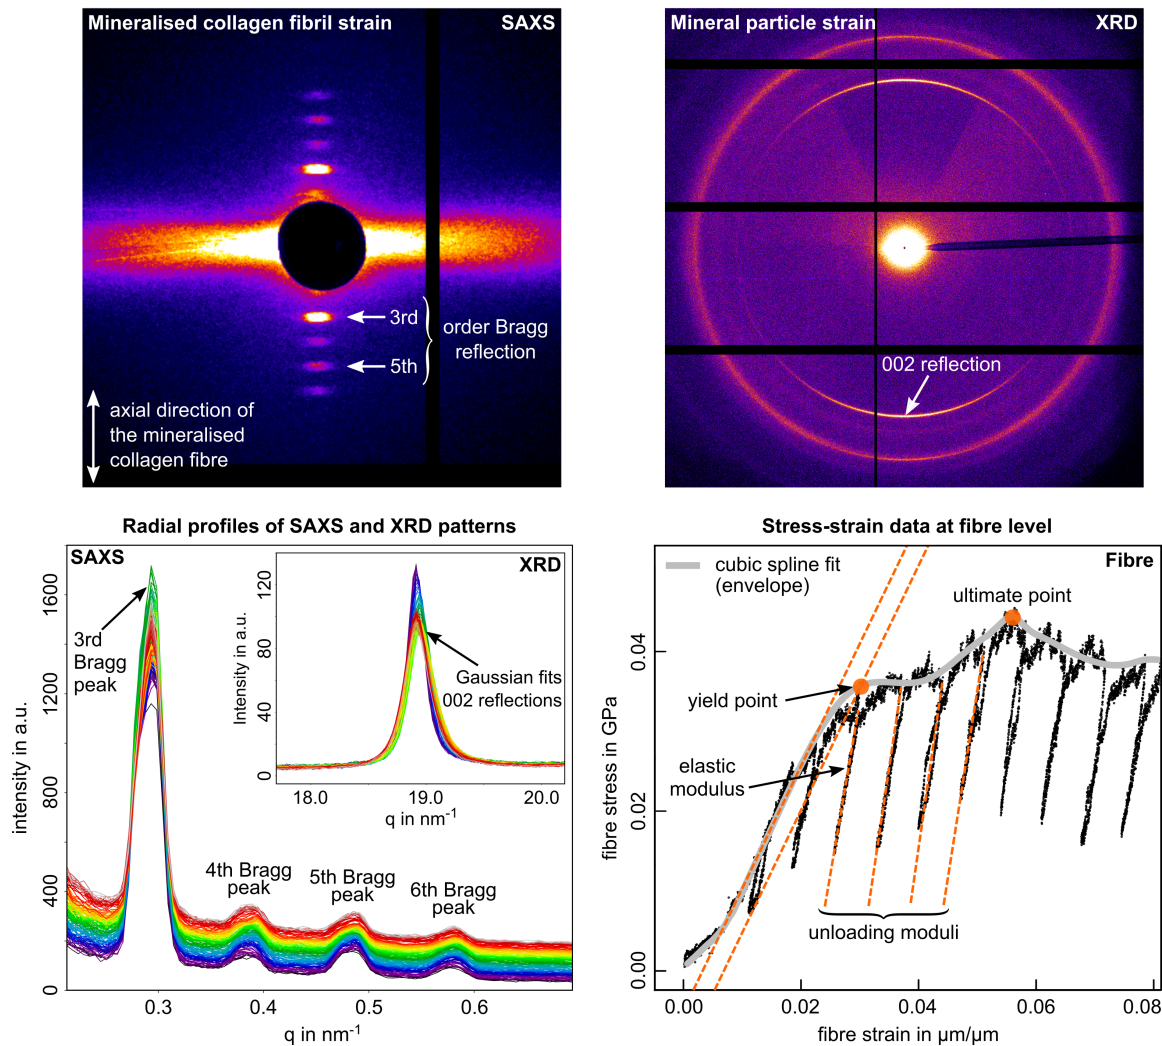 Mineralised collagen fibril strain
SAXS
3rd
5th
order Bragg
reflection
axial direction of
the mineralised
collagen fibre
Mineral particle strain
XRD
002 reflection
Radial profiles of SAXS and XRD patterns
SAXS
3rd
Bragg
peak
4th Bragg
peak
5th Bragg
peak
6th Bragg
peak
intensity in a.u.
0
400
800
1200
1600
0.3
0.4
0.5
0.6
q in nm-1
XRD
Gaussian fits
002 reflections
Intensity in a.u.
0
40
80
120
18.0
19.0
20.0
q in nm-1
Stress-strain data at fibre level
Fibre
cubic spline fit
(envelope)
ultimate point
yield point
elastic
modulus
unloading moduli
fibre stress in GPa
0.00
0.02
0.04
0.00
0.02
0.04
0.06
0.08
fibre strain in µm/µm